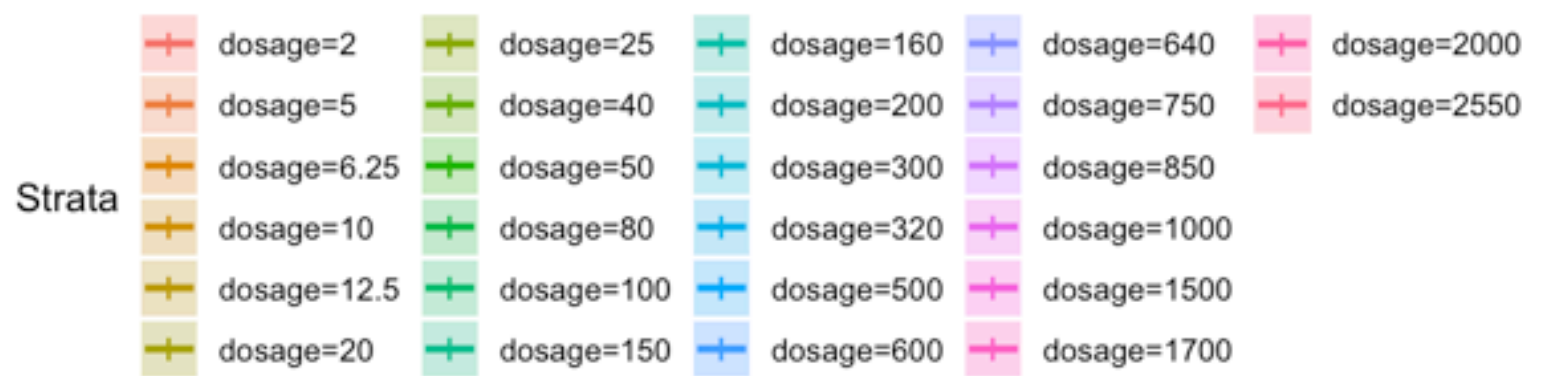 Strata
dosage=2
dosage=5
dosage=6.25
dosage=10
dosage=12.5
dosage=20
dosage=25
dosage=40
dosage=50
dosage=80
dosage=100
dosage=150
dosage=160
dosage=200
dosage=300
dosage=320
dosage=500
dosage=600
dosage=640
dosage=750
dosage=850
dosage=1000
dosage=1500
dosage=1700
dosage=2000
dosage=2550